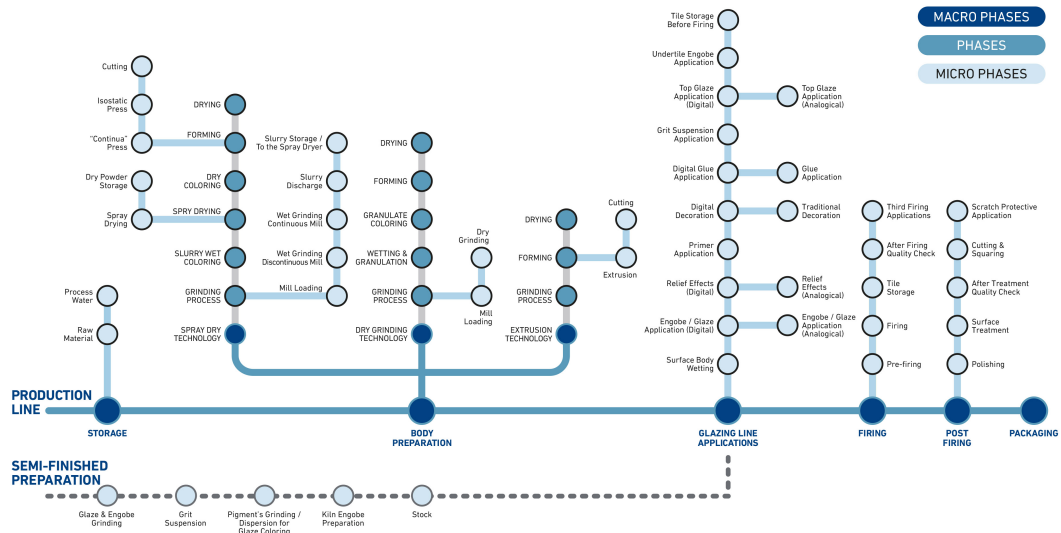 MACRO PHASES
PHASES
MICRO PHASES
Cutting
Isostatic
Press
"Continua"
Press
Dry Powder
Storage
Spray
Drying
Process
Water
Raw
Material
DRYING
FORMING
DRY
COLORING
SPRY DRYING
SLURRY WET
COLORING
GRINDING
PROCESS
SPRAY DRY
TECHNOLOGY
Slurry Storage /
To the Spray Dryer
Slurry
Discharge
Wet Grinding
Continuous Mill
Wet Grinding
Discontinuous Mill
Mill Loading
DRYING
FORMING
GRANULATE
COLORING
WETTING &
GRANULATION
GRINDING
PROCESS
DRY GRINDING
TECHNOLOGY
Dry
Grinding
Mill
Loading
DRYING
FORMING
GRINDING
PROCESS
EXTRUSION
TECHNOLOGY
Cutting
Extrusion
Tile Storage
Before Firing
Undertile Engobe
Application
Top Glaze
Application
(Digital)
Top Glaze
Application
(Analogical)
Grit Suspension
Application
Digital Glue
Application
Glue
Application
Digital
Decoration
Traditional
Decoration
Primer
Application
Relief Effects
(Digital)
Relief
Effects
(Analogical)
Engobe / Glaze
Application (Digital)
Engobe / Glaze
Application
(Analogical)
Surface Body
Wetting
Third Firing
Applications
After Firing
Quality Check
Tile
Storage
Firing
Pre-firing
Scratch Protective
Application
Cutting &
Squaring
After Treatment
Quality Check
Surface
Treatment
Polishing
PRODUCTION
LINE
STORAGE
BODY
PREPARATION
GLAZING LINE
APPLICATIONS
FIRING
POST
FIRING
PACKAGING
SEMI-FINISHED
PREPARATION
Glaze & Engobe
Grinding
Grit
Suspension
Pigment's Grinding /
Dispersion for
Glaze Coloring
Kiln Engobe
Preparation
Stock